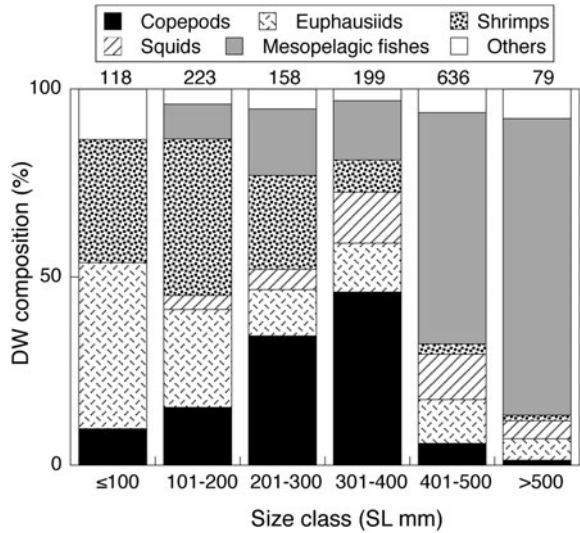 Copepods Euphausiids Shrimps
Squids Mesopelagic fishes Others
118 223 158 199 636 79
100
50
0
DW composition (%)
≤100 101-200 201-300 301-400 401-500 >500
Size class (SL mm)